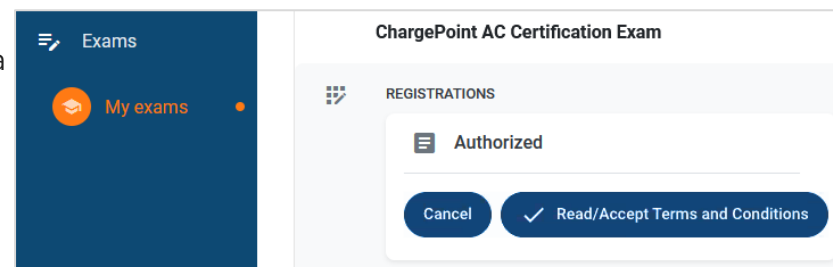 a
Exams
My exams
ChargePoint AC Certification Exam
REGISTRATIONS
Authorized
Cancel
Read/Accept Terms and Conditions